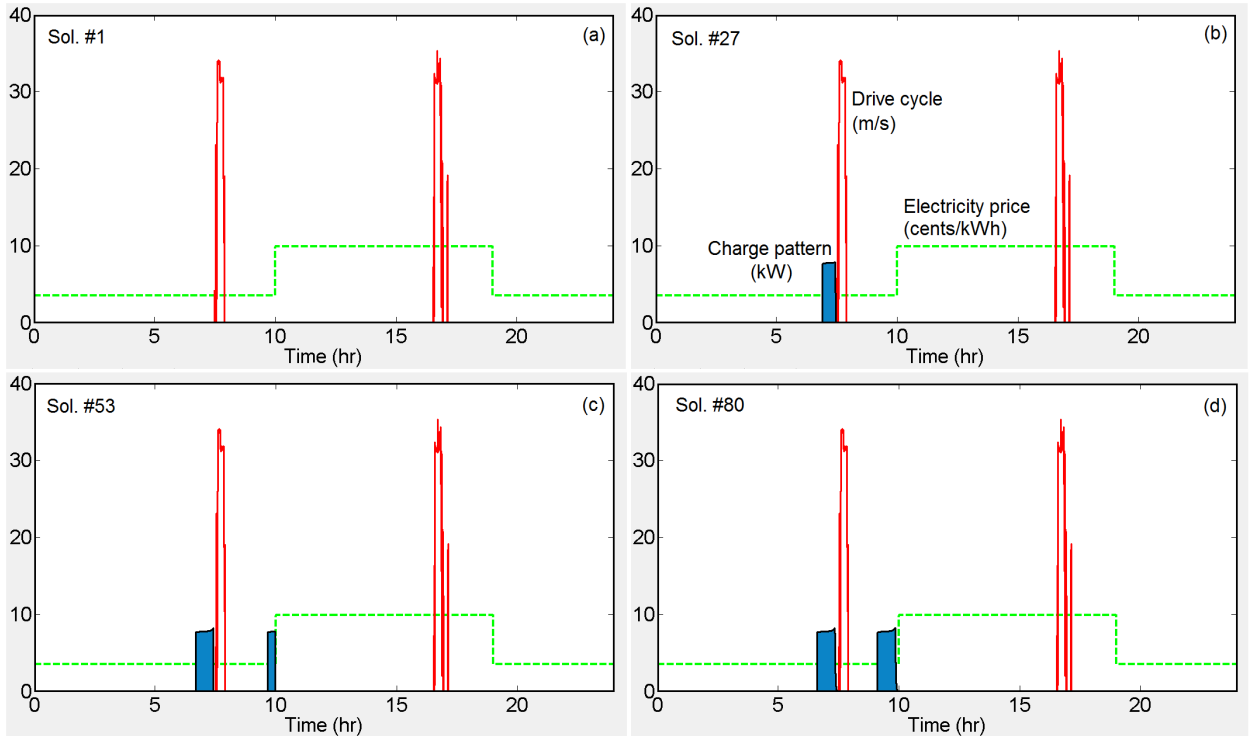 40
Sol. #1
(a)
30
20
10
0
0
5
10
15
20
Time (hr)
40
Sol. #27
(b)
30
Drive cycle
(m/s)
20
Electricity price
(cents/kWh)
10
Charge pattern
(kW)
0
0
5
10
15
20
Time (hr)
40
Sol. #53
(c)
30
20
10
0
0
5
10
15
20
Time (hr)
40
Sol. #80
(d)
30
20
10
0
0
5
10
15
20
Time (hr)